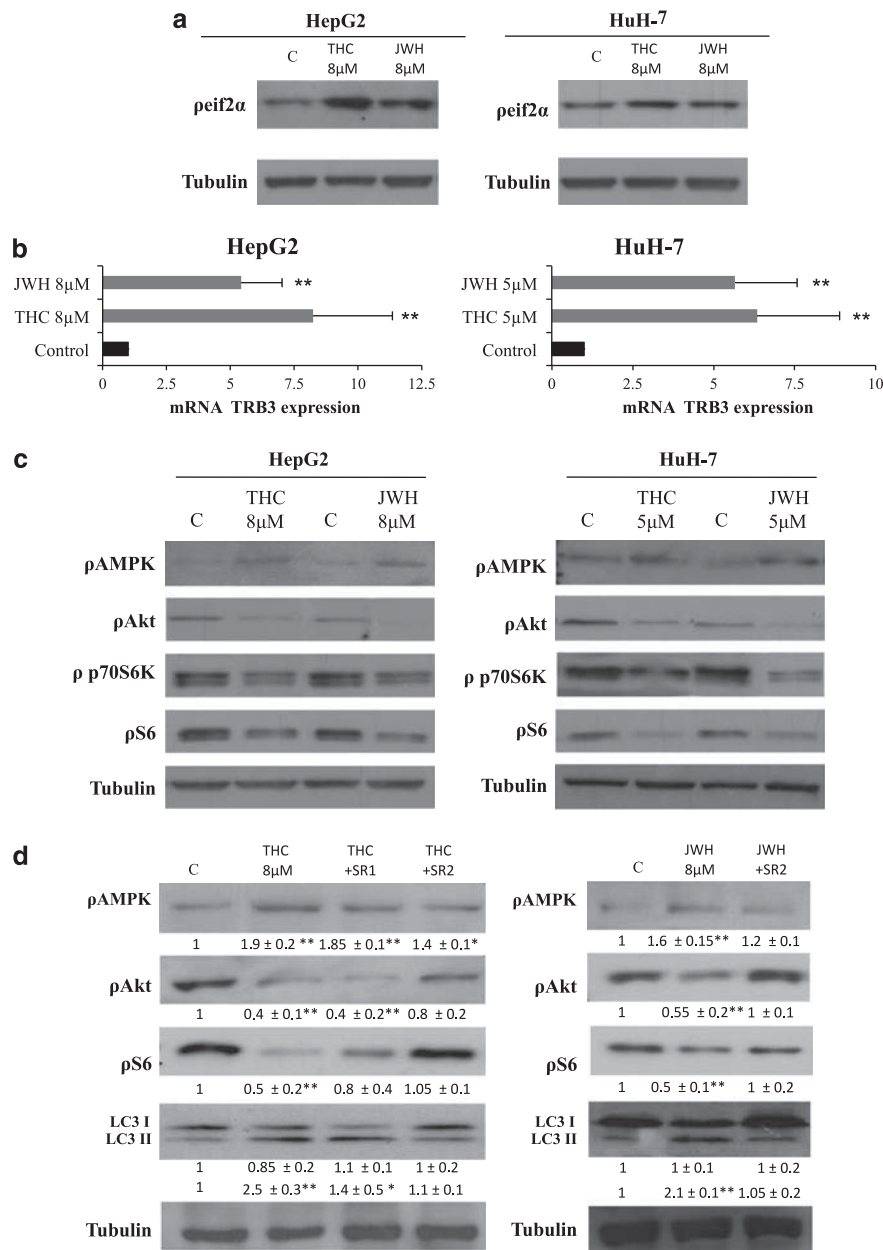 a
HepG2
HuH-7
C THC 8μM JWH 8μM
C THC 8μM JWH 8μM
ρeif2α
ρeif2α
Tubulin
Tubulin
b
HepG2
HuH-7
JWH 8μM **
JWH 5μM **
THC 8μM **
THC 5μM **
Control
Control
0 2.5 5 7.5 10 12.5
0 2.5 5 7.5 10
mRNA TRB3 expression
mRNA TRB3 expression
c
HepG2
HuH-7
C THC 8μM C JWH 8μM
C THC 5μM C JWH 5μM
ρAMPK
ρAMPK
ρAkt
ρAkt
ρ p70S6K
ρ p70S6K
ρS6
ρS6
Tubulin
Tubulin
d
C THC 8μM THC +SR1 THC +SR2
C JWH 8μM JWH +SR2
ρAMPK
1 1.9 ± 0.2 ** 1.85 ± 0.1** 1.4 ± 0.1*
ρAMPK
1 1.6 ± 0.15** 1.2 ± 0.1
ρAkt
1 0.4 ± 0.1** 0.4 ± 0.2** 0.8 ± 0.2
ρAkt
1 0.55 ± 0.2** 1 ± 0.1
ρS6
1 0.5 ± 0.2** 0.8 ± 0.4 1.05 ± 0.1
ρS6
1 0.5 ± 0.1** 1 ± 0.2
LC3 I
LC3 II
1 0.85 ± 0.2 1.1 ± 0.1 1 ± 0.2
1 2.5 ± 0.3** 1.4 ± 0.5 * 1.1 ± 0.1
LC3 I
LC3 II
1 1 ± 0.1 1 ± 0.2
1 2.1 ± 0.1** 1.05 ± 0.2
Tubulin
Tubulin